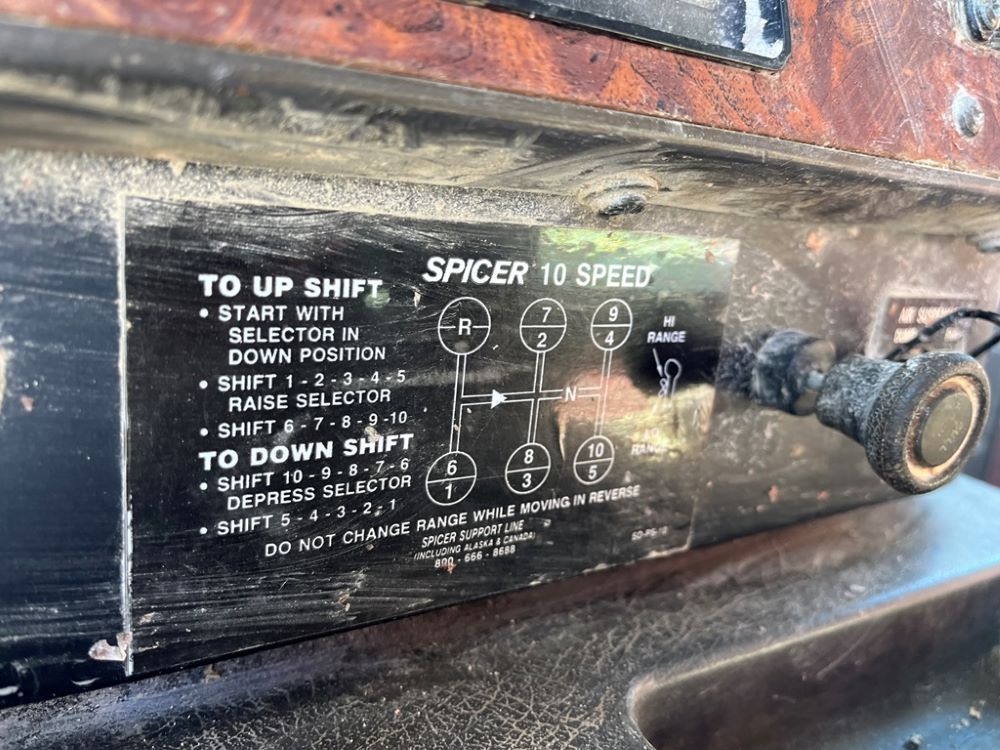 SPICER 10 SPEED
TO UP SHIFT
• START WITH
SELECTOR IN
DOWN POSITION
• SHIFT 1 - 2 - 3 - 4 - 5
RAISE SELECTOR
• SHIFT 6 - 7 - 8 - 9 -10
TO DOWN SHIFT
• SHIFT 10 - 9 - 8 - 7 - 6
DEPRESS SELECTOR
• SHIFT 5 - 4 - 3 - 2 - 1
R
7
2
9
4
N
6
1
8
3
10
5
HI
RANGE
RANGE
DO NOT CHANGE RANGE WHILE MOVING IN REVERSE
SPICER SUPPORT LINE
(INCLUDING ALASKA & CANADA)
800 - 666 - 8688
AIR